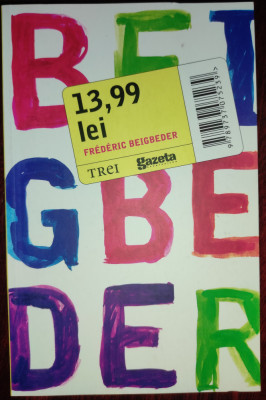 BEI
GBE
DER
13,99
lei
FRÉDÉRIC BEIGBEDER
TREI
gazeta